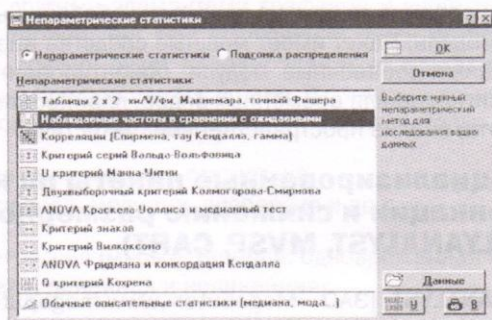 Непараметрические статистики
Непараметрические статистики Подгонка распределения
OK
Отмена
Непараметрические статистики:
Таблицы 2 x 2 хи/V/фи, Макнемара, точный Фишера
Наблюдаемые частоты в сравнении с ожидаемыми
Корреляции (Спирмена, тау Кендалла, гамма)
Критерий серий Вальда-Вольфовица
U критерий Манна-Уитни
Двухвыборочный критерий Колмогорова-Смирнова
ANOVA Краскела-Уоллиса и медианный тест
Критерий знаков
Критерий Вилкоксона
ANOVA Фридмана и конкордация Кендалла
Q критерий Кохрена
Обычные описательные статистики (медиана, мода
Выберите нужный
непараметрический
метод для
исследования ваших
данных
Данные